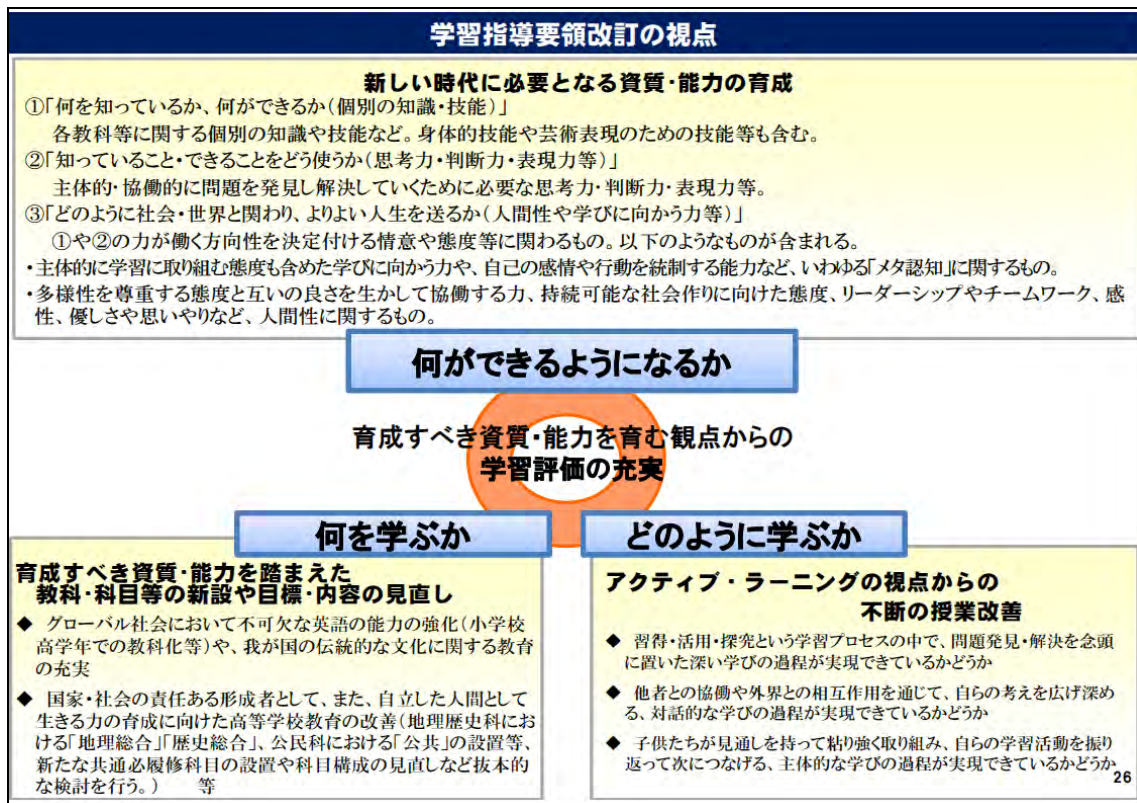 学習指導要領改訂の視点
新しい時代に必要となる資質・能力の育成
①「何を知っているか、何ができるか(個別の知識・技能)」
各教科等に関する個別の知識や技能など。身体的技能や芸術表現のための技能等も含む。
②「知っていること・できることをどう使うか(思考力・判断力・表現力等)」
主体的・協働的に問題を発見し解決していくために必要な思考力・判断力・表現力等。
③「どのように社会・世界と関わり、よりよい人生を送るか(人間性や学びに向かう力等)」
①や②の力が働く方向性を決定付ける情意や態度等に関わるもの。以下のようなものが含まれる。
・主体的に学習に取り組む態度も含めた学びに向かう力や、自己の感情や行動を統制する能力など、いわゆる「メタ認知」に関するもの。
・多様性を尊重する態度と互いの良さを生かして協働する力、持続可能な社会作りに向けた態度、リーダーシップやチームワーク、感
性、優しさや思いやりなど、人間性に関するもの。
何ができるようになるか
育成すべき資質・能力を育む観点からの
学習評価の充実
何を学ぶか
育成すべき資質・能力を踏まえた
教科・科目等の新設や目標・内容の見直し
◆ グローバル社会において不可欠な英語の能力の強化(小学校
高学年での教科化等)や、我が国の伝統的な文化に関する教育
の充実
◆ 国家・社会の責任ある形成者として、また、自立した人間として
生きる力の育成に向けた高等学校教育の改善(地理歴史科にお
ける「地理総合」「歴史総合」、公民科における「公共」の設置等、
新たな共通必履修科目の設置や科目構成の見直しなど抜本的
な検討を行う。) 等
どのように学ぶか
アクティブ・ラーニングの視点からの
不断の授業改善
◆ 習得・活用・探究という学習プロセスの中で、問題発見・解決を念頭
に置いた深い学びの過程が実現できているかどうか
◆ 他者との協働や外界との相互作用を通じて、自らの考えを広げ深め
る、対話的な学びの過程が実現できているかどうか
◆ 子供たちが見通しを持って粘り強く取り組み、自らの学習活動を振り
返って次につなげる、主体的な学びの過程が実現できているかどうか
26